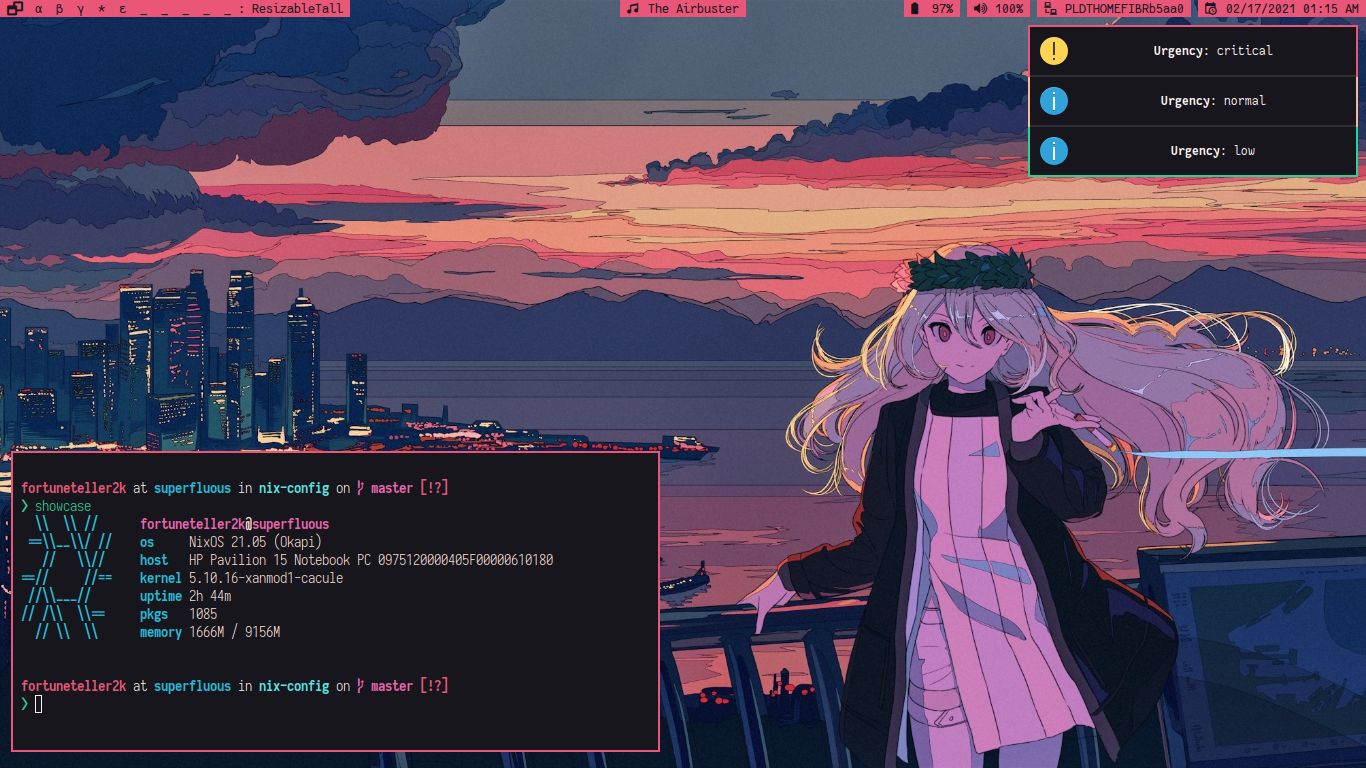 α β γ * ε _ _ _ _ _ : ResizableTall
The Airbuster
97% 100% PLDTHOMEFIBRb5aa0 02/17/2021 01:15 AM
Urgency: critical
Urgency: normal
Urgency: low
fortuneteller2k at superfluous in nix-config on master [!?]
❯ showcase
fortuneteller2k@superfluous
os NixOS 21.05 (Okapi)
host HP Pavilion 15 Notebook PC 0975120000405F00000610180
kernel 5.10.16-xanmod1-cacule
uptime 2h 44m
pkgs 1085
memory 1666M / 9156M
fortuneteller2k at superfluous in nix-config on master [!?]
❯